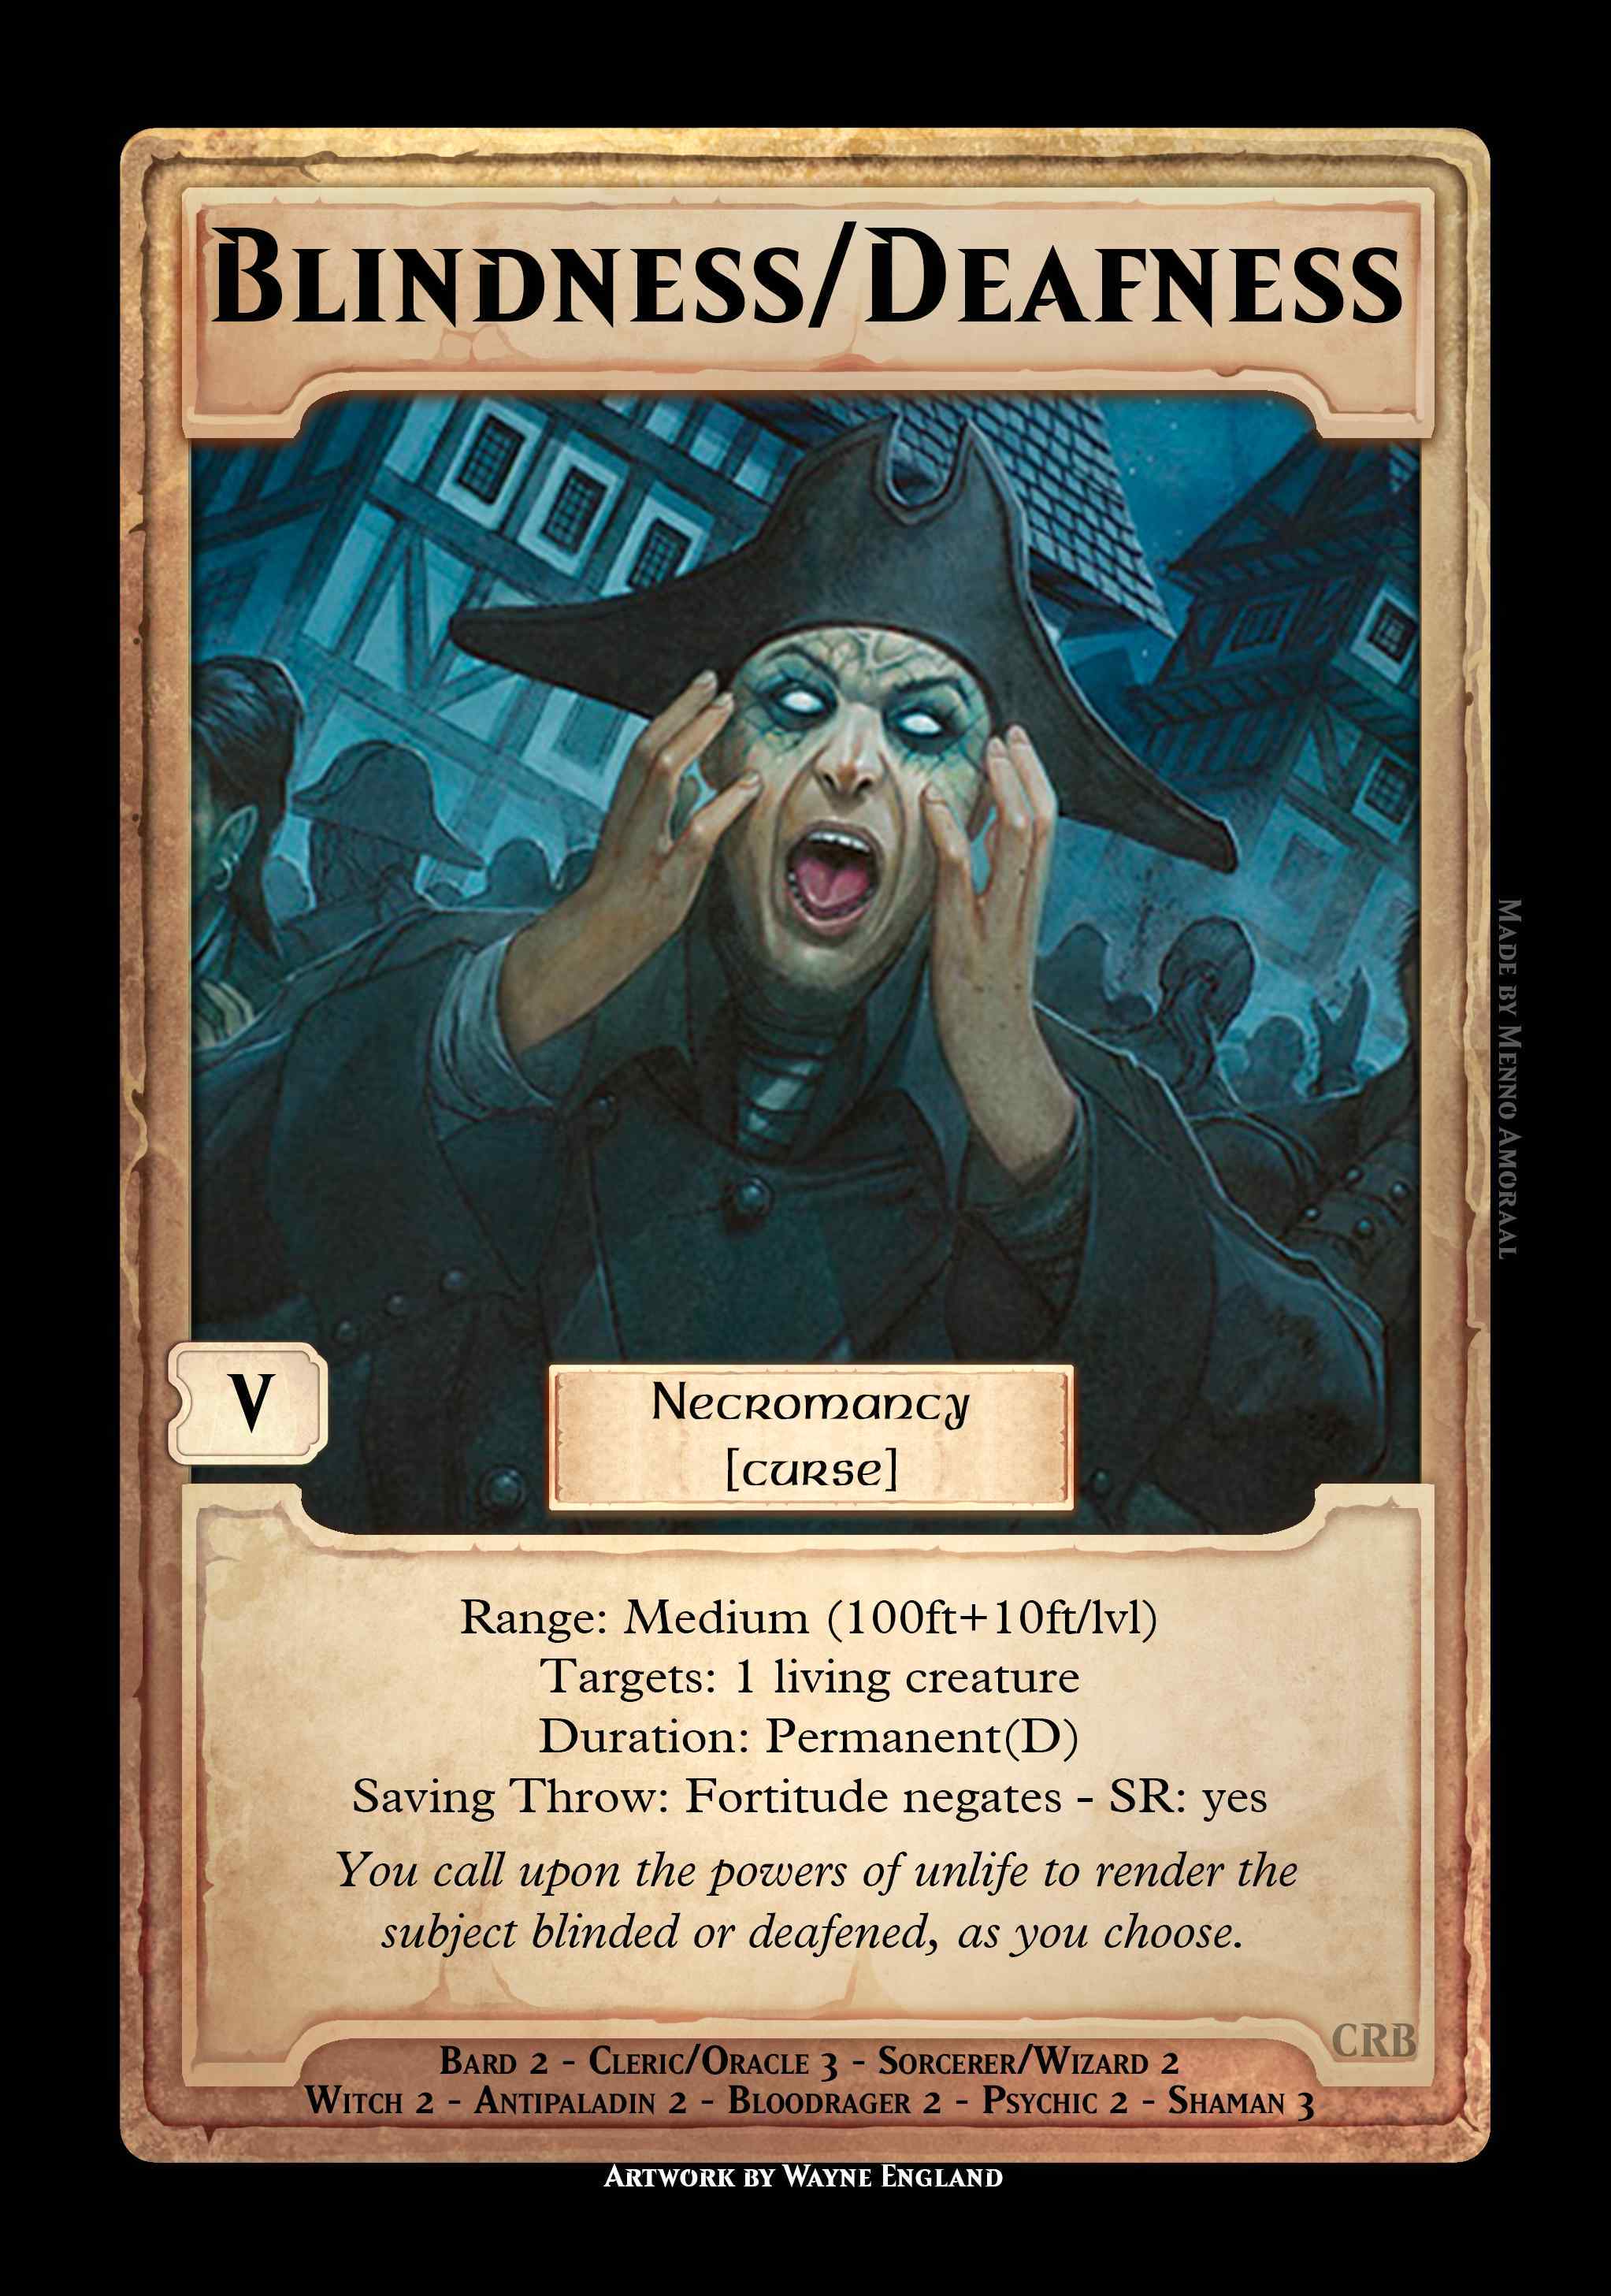 Blindness/Deafness
V
Necromancy
[curse]
Range: Medium (100ft+10ft/lvl)
Targets: 1 living creature
Duration: Permanent(D)
Saving Throw: Fortitude negates - SR: yes
You call upon the powers of unlife to render the
subject blinded or deafened, as you choose.
CRB
Bard 2 - Cleric/Oracle 3 - Sorcerer/Wizard 2
Witch 2 - Antipaladin 2 - Bloodrager 2 - Psychic 2 - Shaman 3
Artwork by Wayne England
Made by Menno Amoraal